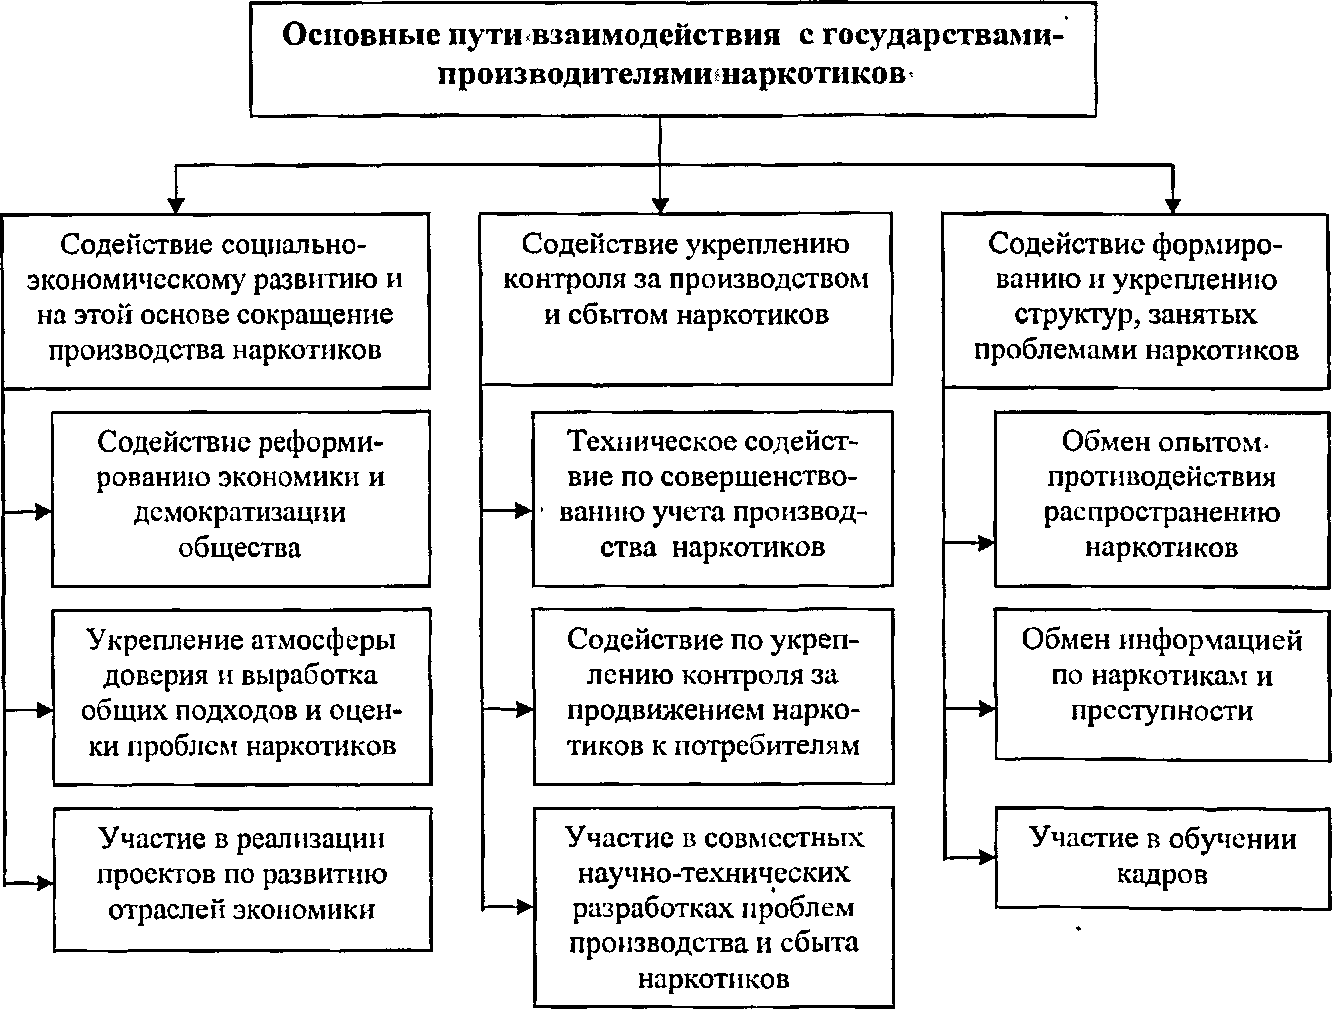 Основные пути взаимодействия с государствами-
производителями наркотиков
Содействие социально-
экономическому развитию и
на этой основе сокращение
производства наркотиков
Содействие реформи-
рованию экономики и
демократизации
общества
Укрепление атмосферы
доверия и выработка
общих подходов и оцен-
ки проблем наркотиков
Участие в реализации
проектов по развитию
отраслей экономики
Содействие укреплению
контроля за производством
и сбытом наркотиков
Техническое содейст-
вие по совершенство-
ванию учета производ-
ства наркотиков
Содействие по укреп-
лению контроля за
продвижением нарко-
тиков к потребителям
Участие в совместных
научно-технических
разработках проблем
производства и сбыта
наркотиков
Содействие формиро-
ванию и укреплению
структур, занятых
проблемами наркотиков
Обмен опытом
противодействия
распространению
наркотиков
Обмен информацией
по наркотикам и
преступности
Участие в обучении
кадров